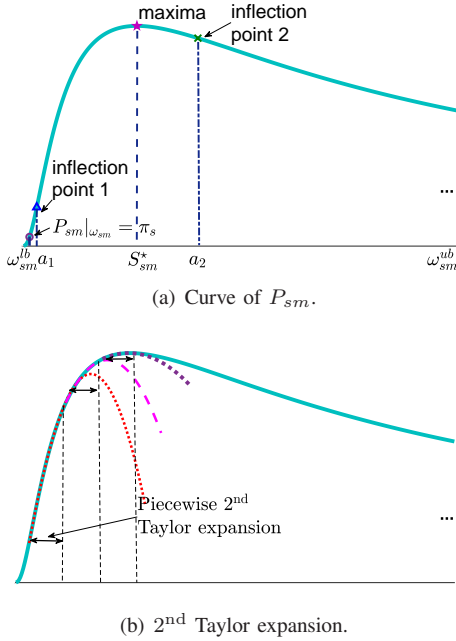 maxima
inflection
point 2
inflection
point 1
P_{sm}|_{ω_{sm}} = π_s
...
ω_{sm}^{lb} a_1 S_{sm}^{⋆} a_2 ω_{sm}^{ub}
(a) Curve of P_{sm}.
Piecewise 2^{nd}
Taylor expansion
...
(b) 2^{nd} Taylor expansion.